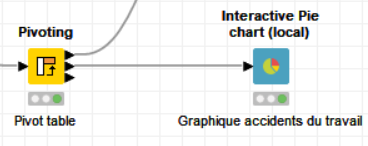 Pivoting
Pivot table
Interactive Pie
chart (local)
Graphique accidents du travail